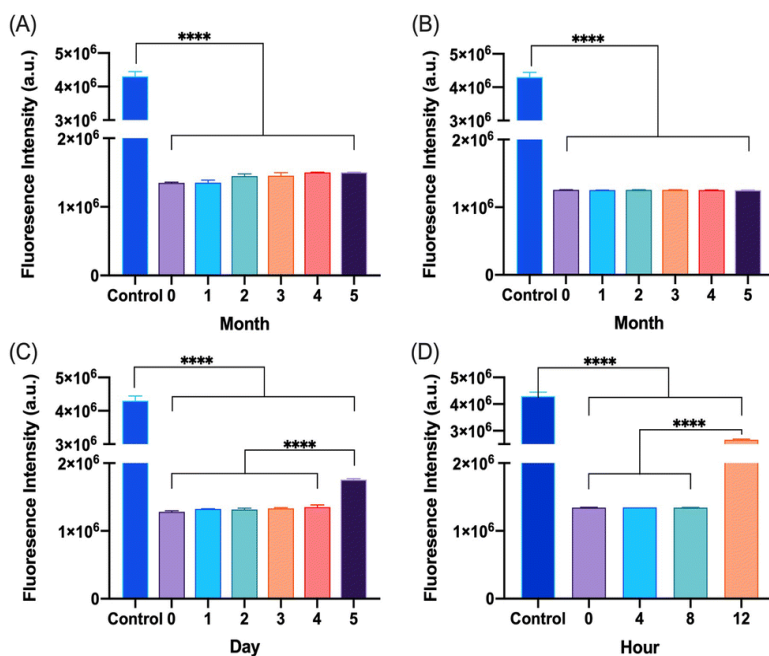 (A)
****
Fluoresence Intensity (a.u.)
5×10⁶
4×10⁶
3×10⁶
2×10⁶
1×10⁶
0
Control 0 1 2 3 4 5
Month
(B)
****
Fluoresence Intensity (a.u.)
5×10⁶
4×10⁶
3×10⁶
2×10⁶
1×10⁶
0
Control 0 1 2 3 4 5
Month
(C)
****
****
Fluoresence Intensity (a.u.)
5×10⁶
4×10⁶
3×10⁶
2×10⁶
1×10⁶
0
Control 0 1 2 3 4 5
Day
(D)
****
****
Fluoresence Intensity (a.u.)
5×10⁶
4×10⁶
3×10⁶
2×10⁶
1×10⁶
0
Control 0 4 8 12
Hour